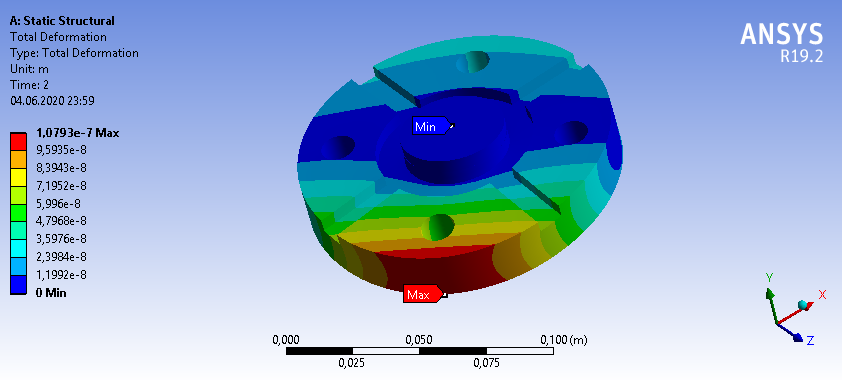 A: Static Structural
Total Deformation
Type: Total Deformation
Unit: m
Time: 2
04.06.2020 23:59
1,0793e-7 Max
9,5935e-8
8,3943e-8
7,1952e-8
5,996e-8
4,7968e-8
3,5976e-8
2,3984e-8
1,1992e-8
0 Min
ANSYS
R19.2
Min
Max
0,000
0,050
0,100 (m)
0,025
0,075
Y
X
Z